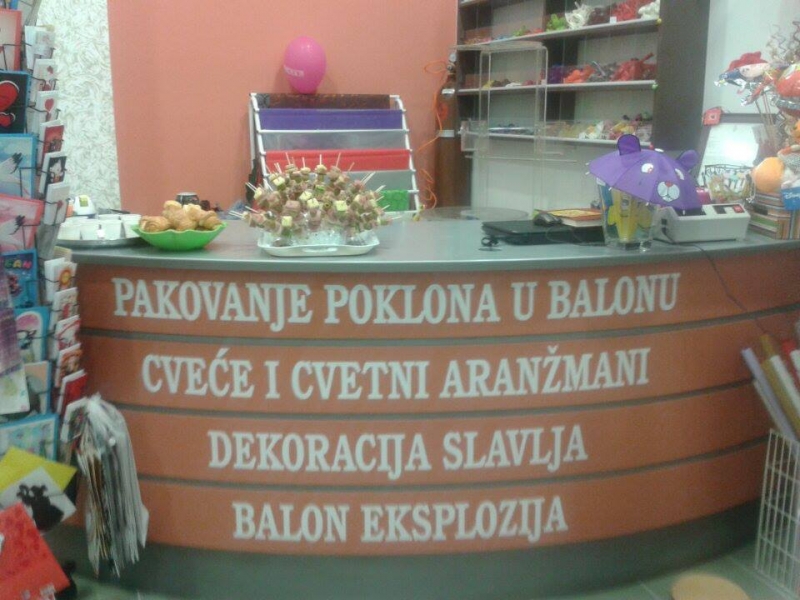 PAKOVANJE POKLONA U BALONU
CVEĆE I CVETNI ARANŽMANI
DEKORACIJA SLAVLJA
BALON EKSPLOZIJA